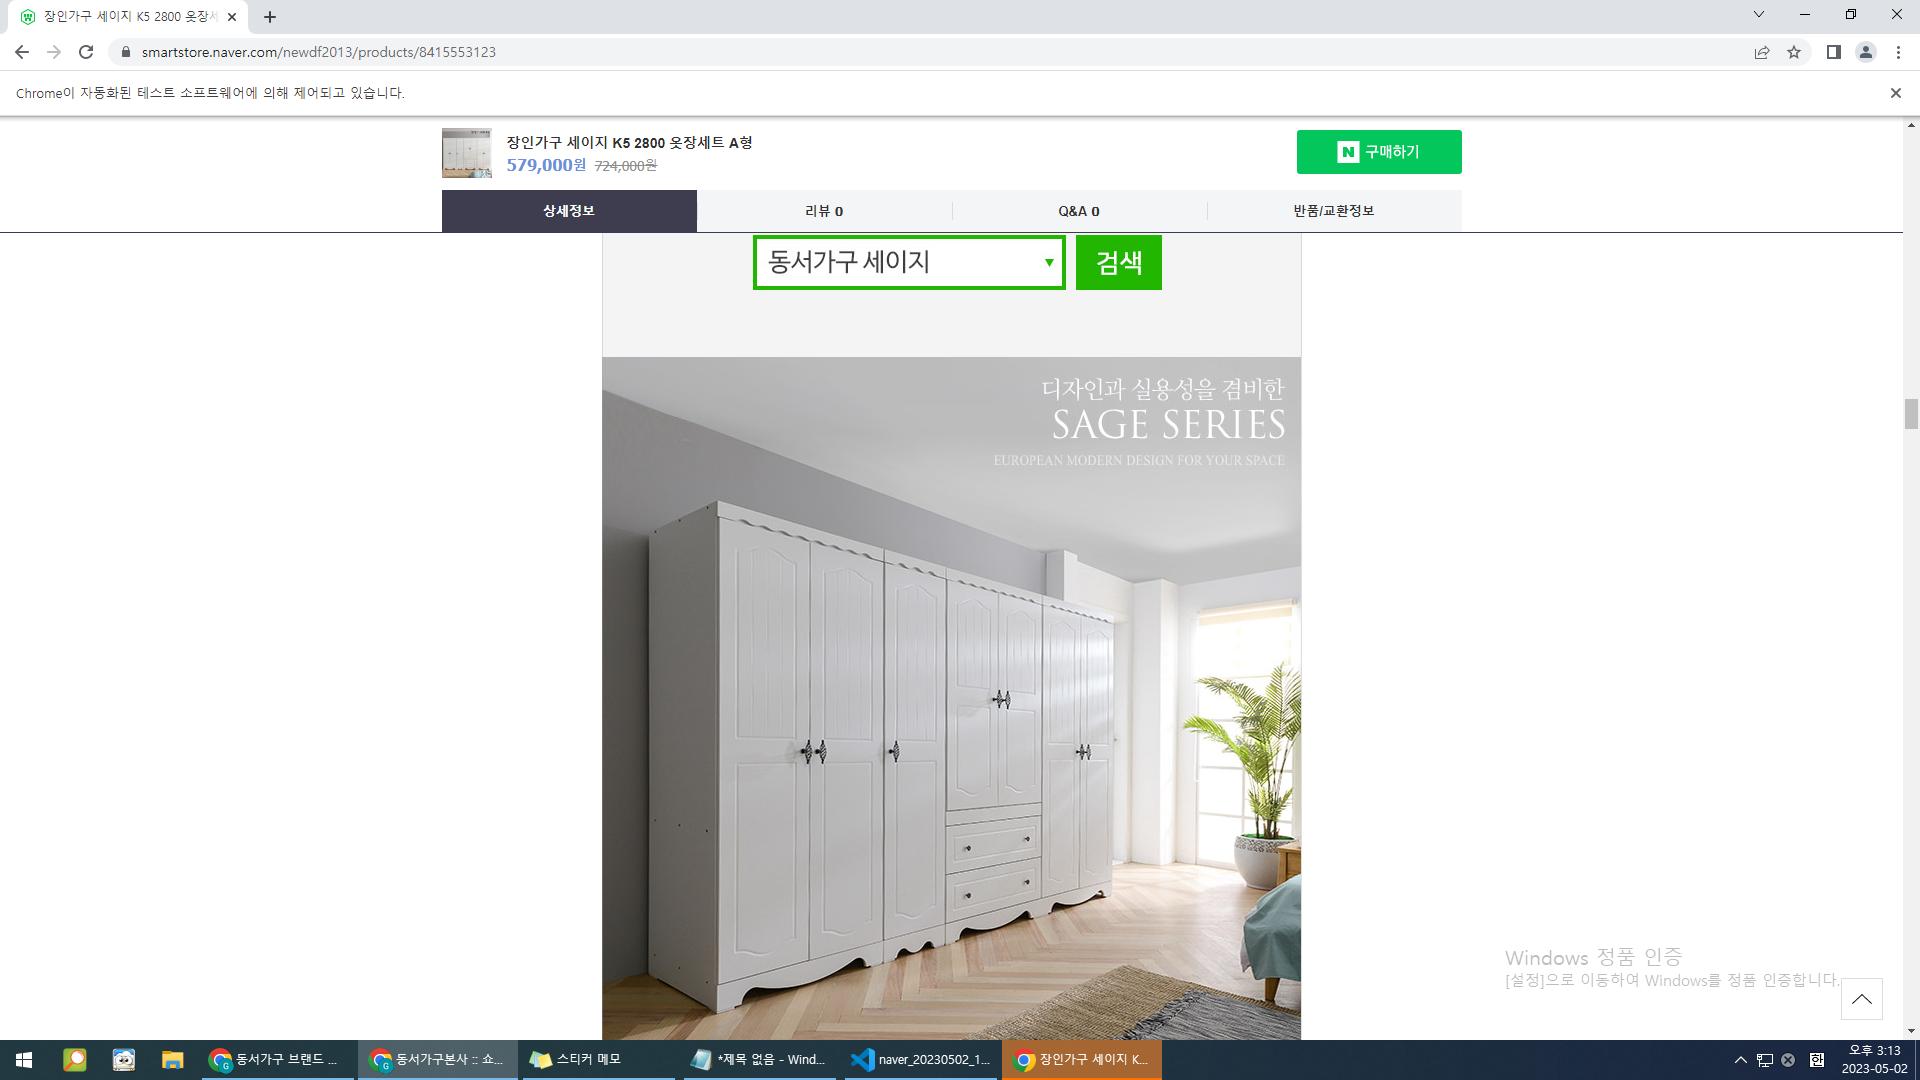 장인가구 세이지 K5 2800 옷장세
smartstore.naver.com/newdf2013/products/8415553123
Chrome이 자동화된 테스트 소프트웨어에 의해 제어되고 있습니다.
장인가구 세이지 K5 2800 옷장세트 A형
579,000원 724,000원
N 구매하기
상세정보
리뷰 0
Q&A 0
반품/교환정보
동서가구 세이지
검색
디자인과 실용성을 겸비한
SAGE SERIES
EUROPEAN MODERN DESIGN FOR YOUR SPACE
Windows 정품 인증
[설정]으로 이동하여 Windows를 정품 인증합니다.
동서가구 브랜드 ...
동서가구본사 :: 쇼...
스티커 메모
*제목 없음 - Wind...
naver_20230502_1...
장인가구 세이지 K...
한
오후 3:13
2023-05-02